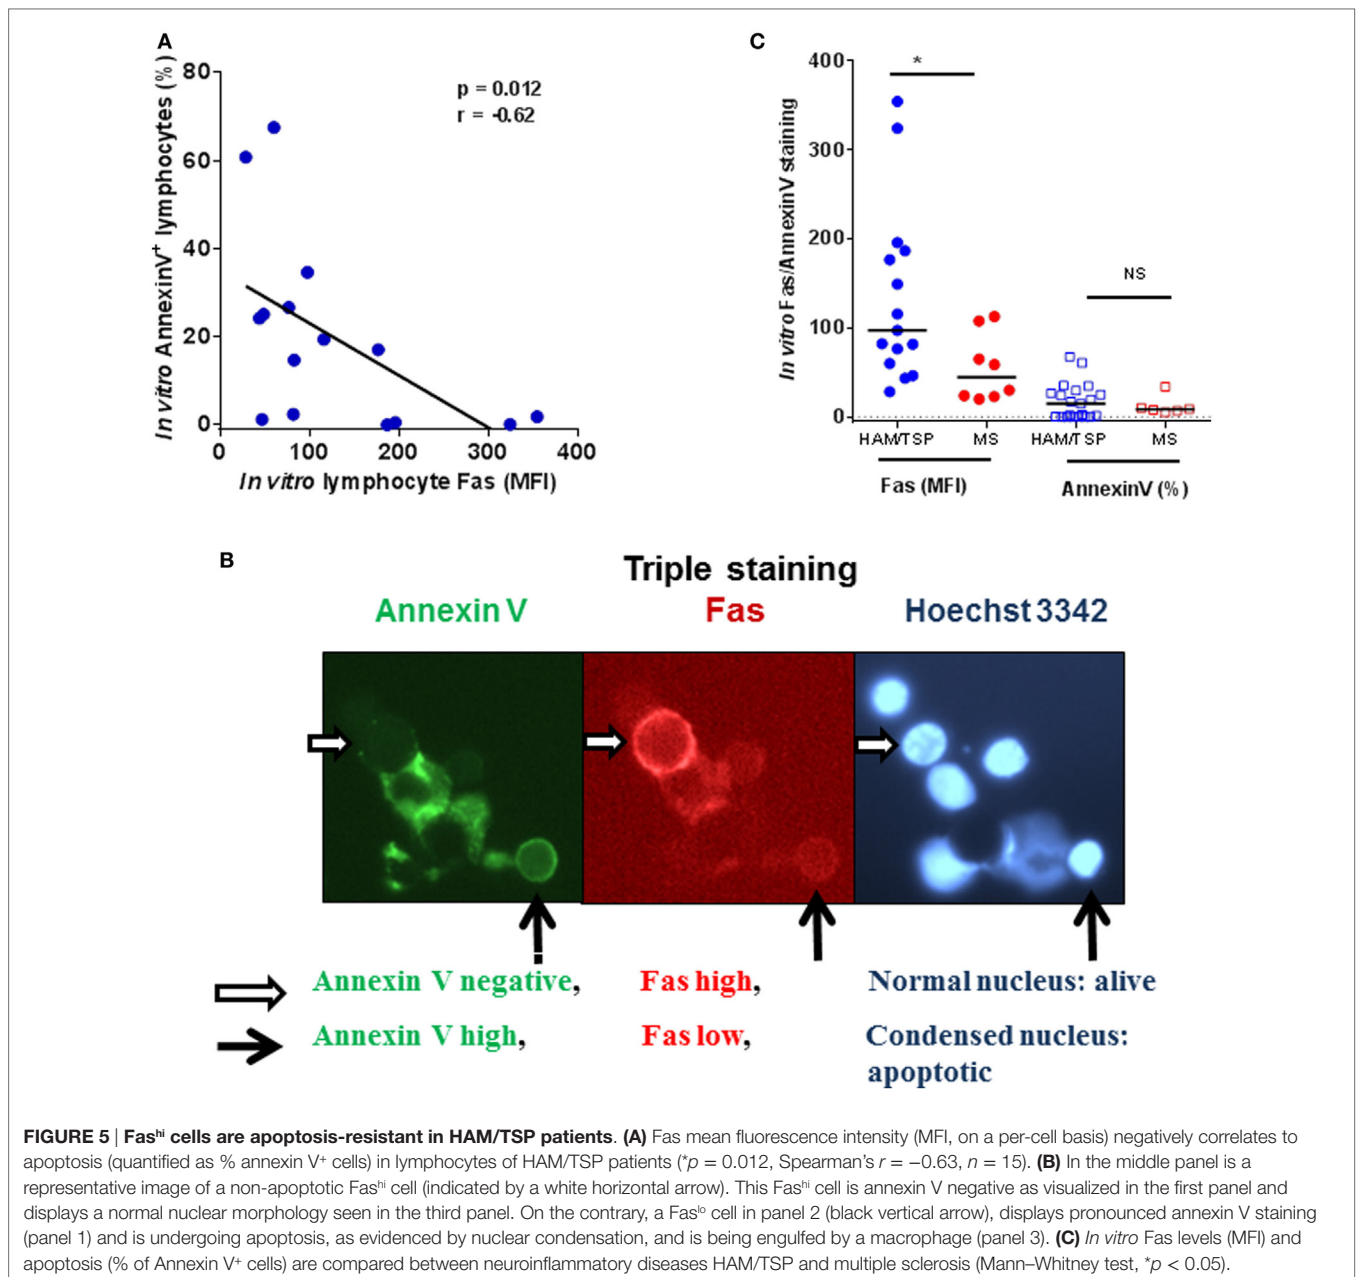 A
In vitro AnnexinV+ lymphocytes (%)
80
60
40
20
0
p = 0.012
r = -0.62
0 100 200 300 400
In vitro lymphocyte Fas (MFI)
C
In vitro Fas/AnnexinV staining
400
300
200
100
0
*
NS
HAM/TSP MS HAM/TSP MS
Fas (MFI) AnnexinV (%)
B
Triple staining
Annexin V Fas Hoechst 3342
Annexin V negative, Fas high, Normal nucleus: alive
Annexin V high, Fas low, Condensed nucleus:
apoptotic
FIGURE 5 | Fashi cells are apoptosis-resistant in HAM/TSP patients. (A) Fas mean fluorescence intensity (MFI, on a per-cell basis) negatively correlates to
apoptosis (quantified as % annexin V+ cells) in lymphocytes of HAM/TSP patients (*p = 0.012, Spearman's r = −0.63, n = 15). (B) In the middle panel is a
representative image of a non-apoptotic Fashi cell (indicated by a white horizontal arrow). This Fashi cell is annexin V negative as visualized in the first panel and
displays a normal nuclear morphology seen in the third panel. On the contrary, a Faslo cell in panel 2 (black vertical arrow), displays pronounced annexin V staining
(panel 1) and is undergoing apoptosis, as evidenced by nuclear condensation, and is being engulfed by a macrophage (panel 3). (C) In vitro Fas levels (MFI) and
apoptosis (% of Annexin V+ cells) are compared between neuroinflammatory diseases HAM/TSP and multiple sclerosis (Mann–Whitney test, *p < 0.05).